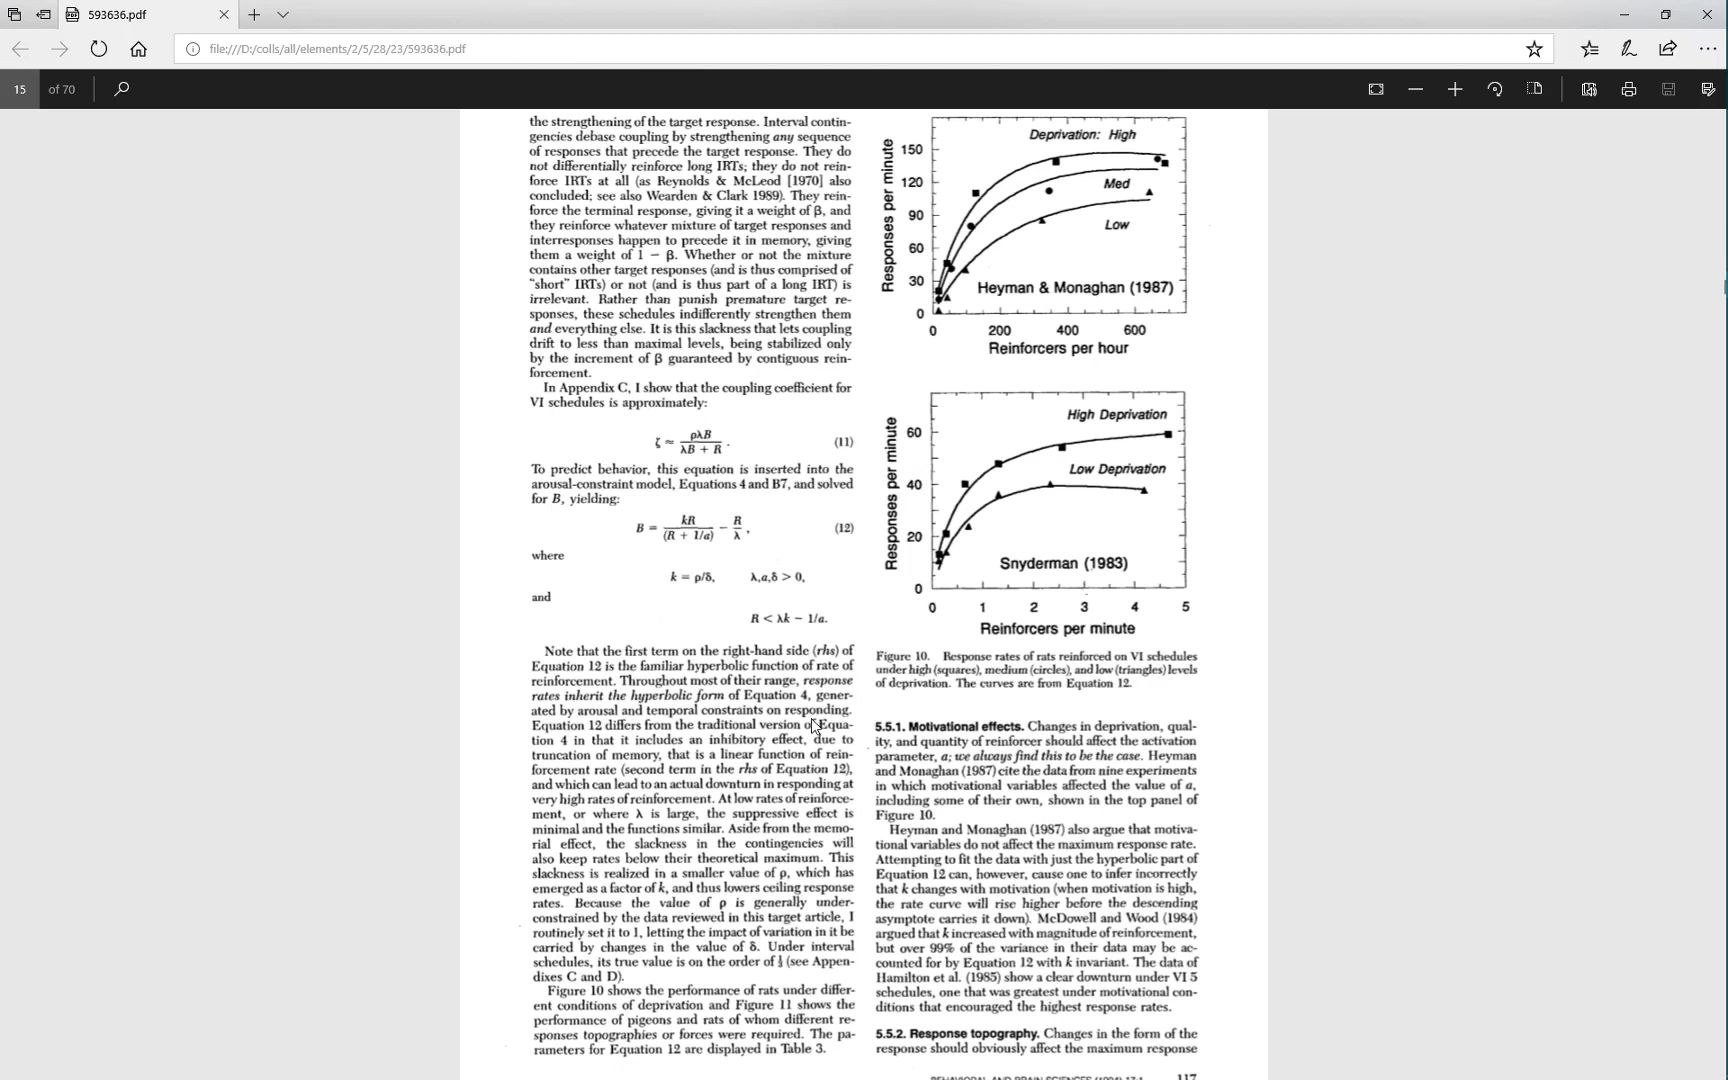 593636.pdf
file:///D:/colls/all/elements/2/5/28/23/593636.pdf
15 of 70
the strengthening of the target response. Interval contin-
gencies debase coupling by strengthening any sequence
of responses that precede the target response. They do
not differentially reinforce long IRTs; they do not rein-
force IRTs at all (as Reynolds & McLeod [1970] also
concluded; see also Wearden & Clark 1989). They rein-
force the terminal response, giving it a weight of β, and
they reinforce whatever mixture of target responses and
interresponses happen to precede it in memory, giving
them a weight of 1 − β. Whether or not the mixture
contains other target responses (and is thus comprised of
"short" IRTs) or not (and is thus part of a long IRT) is
irrelevant. Rather than punish premature target re-
sponses, these schedules indifferently strengthen them
and everything else. It is this slackness that lets coupling
drift to less than maximal levels, being stabilized only
by the increment of β guaranteed by contiguous rein-
forcement.
In Appendix C, I show that the coupling coefficient for
VI schedules is approximately:
ζ ≈ ρλB / (λB + R) . (11)
To predict behavior, this equation is inserted into the
arousal-constraint model, Equations 4 and B7, and solved
for B, yielding:
B = kR / (R + 1/a) − R / λ , (12)
where
k = ρ/δ, λ,a,δ > 0,
and
R < λk − 1/a.
Note that the first term on the right-hand side (rhs) of
Equation 12 is the familiar hyperbolic function of rate of
reinforcement. Throughout most of their range, response
rates inherit the hyperbolic form of Equation 4, gener-
ated by arousal and temporal constraints on responding.
Equation 12 differs from the traditional version of Equa-
tion 4 in that it includes an inhibitory effect, due to
truncation of memory, that is a linear function of rein-
forcement rate (second term in the rhs of Equation 12),
and which can lead to an actual downturn in responding at
very high rates of reinforcement. At low rates of reinforce-
ment, or where λ is large, the suppressive effect is
minimal and the functions similar. Aside from the memo-
rial effect, the slackness in the contingencies will
also keep rates below their theoretical maximum. This
slackness is realized in a smaller value of ρ, which has
emerged as a factor of k, and thus lowers ceiling response
rates. Because the value of ρ is generally under-
constrained by the data reviewed in this target article, I
routinely set it to 1, letting the impact of variation in it be
carried by changes in the value of δ. Under interval
schedules, its true value is on the order of (see Appen-
dixes C and D).
Figure 10 shows the performance of rats under differ-
ent conditions of deprivation and Figure 11 shows the
performance of pigeons and rats of whom different re-
sponses topographies or forces were required. The pa-
rameters for Equation 12 are displayed in Table 3.
Deprivation: High
Med
Low
Heyman & Monaghan (1987)
Responses per minute
150
120
90
60
30
0
0 200 400 600
Reinforcers per hour
High Deprivation
Low Deprivation
Snyderman (1983)
Responses per minute
60
40
20
0
0 1 2 3 4 5
Reinforcers per minute
Figure 10. Response rates of rats reinforced on VI schedules
under high (squares), medium (circles), and low (triangles) levels
of deprivation. The curves are from Equation 12.
5.5.1. Motivational effects. Changes in deprivation, qual-
ity, and quantity of reinforcer should affect the activation
parameter, a; we always find this to be the case. Heyman
and Monaghan (1987) cite the data from nine experiments
in which motivational variables affected the value of a,
including some of their own, shown in the top panel of
Figure 10.
Heyman and Monaghan (1987) also argue that motiva-
tional variables do not affect the maximum response rate.
Attempting to fit the data with just the hyperbolic part of
Equation 12 can, however, cause one to infer incorrectly
that k changes with motivation (when motivation is high,
the rate curve will rise higher before the descending
asymptote carries it down). McDowell and Wood (1984)
argued that k increased with magnitude of reinforcement,
but over 99% of the variance in their data may be ac-
counted for by Equation 12 with k invariant. The data of
Hamilton et al. (1985) show a clear downturn under VI 5
schedules, one that was greatest under motivational con-
ditions that encouraged the highest response rates.
5.5.2. Response topography. Changes in the form of the
response should obviously affect the maximum response
BEHAVIORAL AND BRAIN SCIENCES (1994) 17:1 117